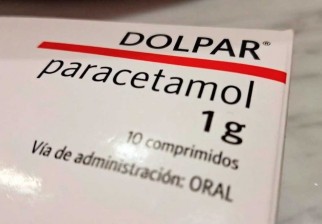 DOLPAR®
paracetamol
1 g
10 comprimidos
Vía de administración: ORAL